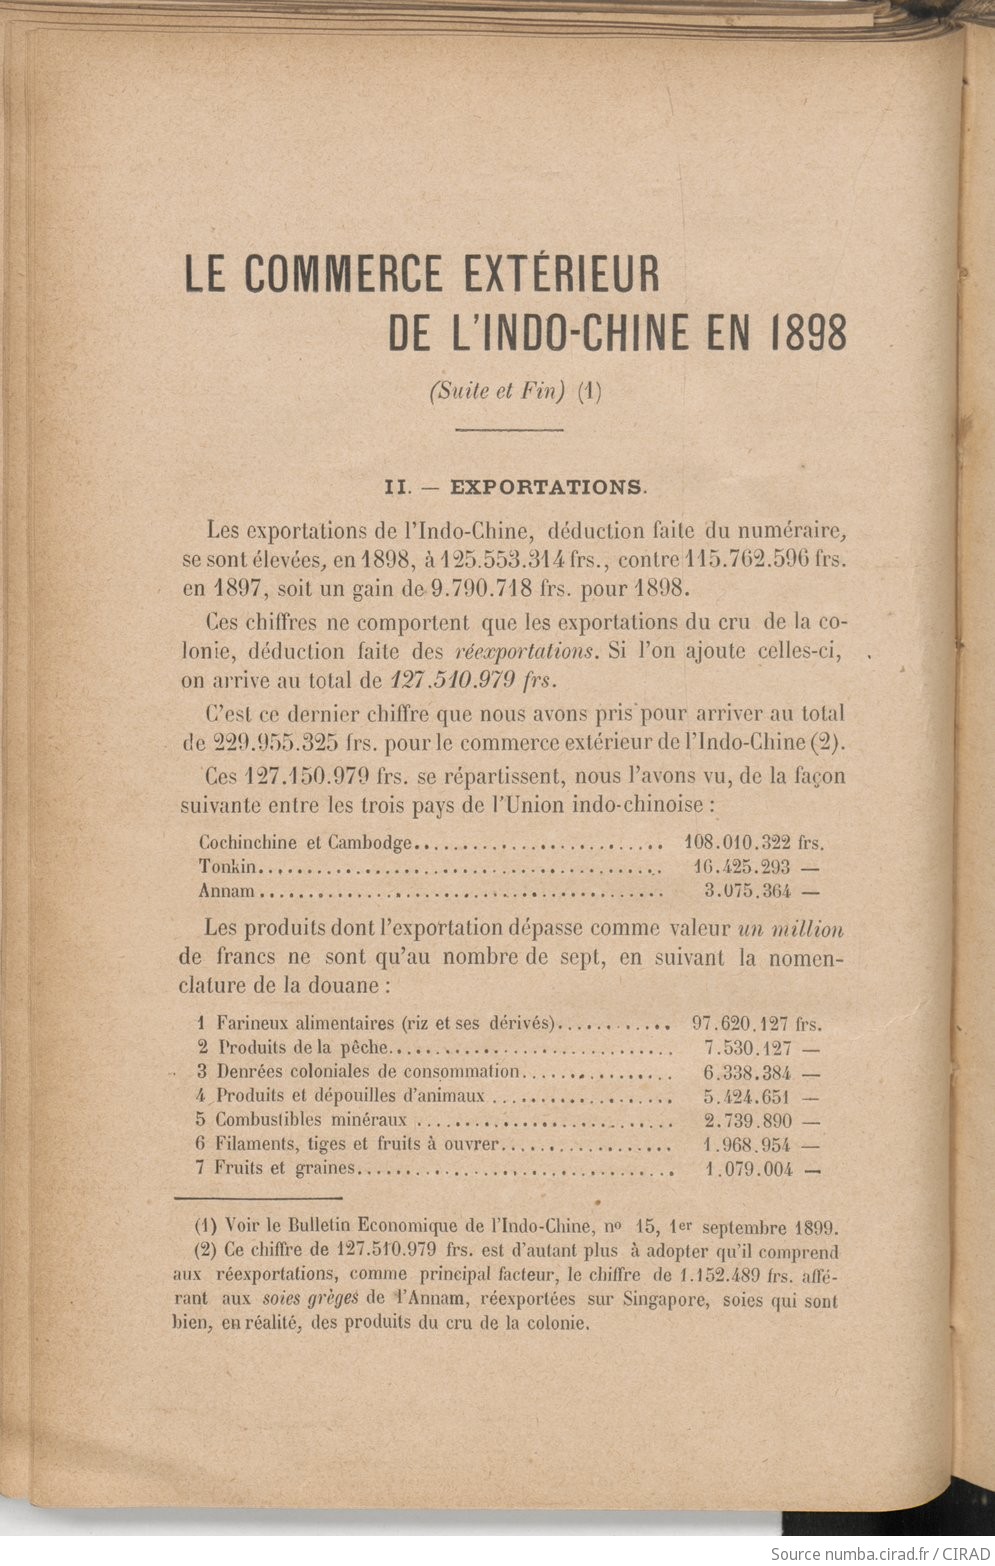 LE COMMERCE EXTÉRIEUR
DE L'INDO-CHINE EN 1898
(Suite et Fin) (1)
II. — EXPORTATIONS.
Les exportations de l'Indo-Chine, déduction faite du numéraire,
se sont élevées, en 1898, à 125.553.314 frs., contre 115.762.596 frs.
en 1897, soit un gain de 9.790.718 frs. pour 1898.
Ces chiffres ne comportent que les exportations du cru de la co-
lonie, déduction faite des réexportations. Si l'on ajoute celles-ci,
on arrive au total de 127.510.979 frs.
C'est ce dernier chiffre que nous avons pris pour arriver au total
de 229.955.325 frs. pour le commerce extérieur de l'Indo-Chine (2).
Ces 127.150.979 frs. se répartissent, nous l'avons vu, de la façon
suivante entre les trois pays de l'Union indo-chinoise :
Cochinchine et Cambodge.......................... 108.010.322 frs.
Tonkin.......................................... 16.425.293 —
Annam.......................................... 3.075.364 —
Les produits dont l'exportation dépasse comme valeur un million
de francs ne sont qu'au nombre de sept, en suivant la nomen-
clature de la douane :
1 Farineux alimentaires (riz et ses dérivés)............ 97.620.127 frs.
2 Produits de la pêche.............................. 7.530.127 —
3 Denrées coloniales de consommation................ 6.338.384 —
4 Produits et dépouilles d'animaux ................... 5.424.651 —
5 Combustibles minéraux ........................... 2.739.890 —
6 Filaments, tiges et fruits à ouvrer.................. 1.968.954 —
7 Fruits et graines................................. 1.079.004 —
(1) Voir le Bulletin Economique de l'Indo-Chine, no 15, 1er septembre 1899.
(2) Ce chiffre de 127.510.979 frs. est d'autant plus à adopter qu'il comprend
aux réexportations, comme principal facteur, le chiffre de 1.152.489 frs. affé-
rant aux soies grèges de l'Annam, réexportées sur Singapore, soies qui sont
bien, en réalité, des produits du cru de la colonie.
Source numba.cirad.fr / CIRAD